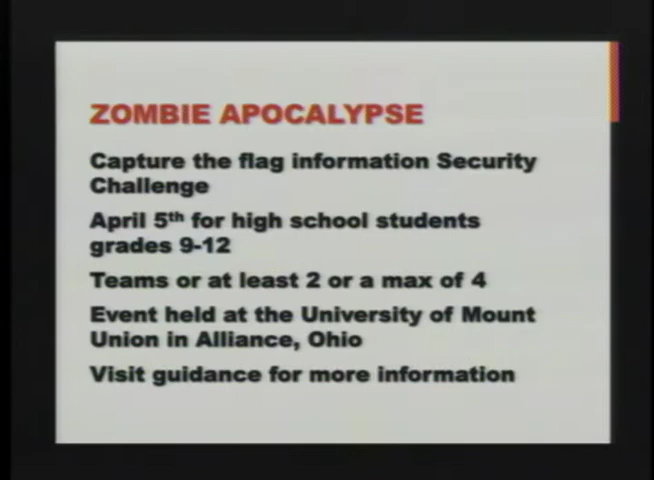 ZOMBIE APOCALYPSE
Capture the flag information Security
Challenge
April 5th for high school students
grades 9-12
Teams or at least 2 or a max of 4
Event held at the University of Mount
Union in Alliance, Ohio
Visit guidance for more information